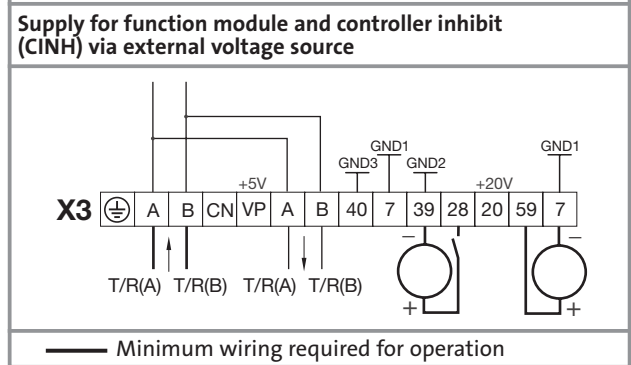 Supply for function module and controller inhibit
(CINH) via external voltage source
GND1
GND3 GND2 GND1
+5V +20V
X3 A B CN VP A B 40 7 39 28 20 59 7
T/R(A) T/R(B) T/R(A) T/R(B)
− −
+ +
Minimum wiring required for operation